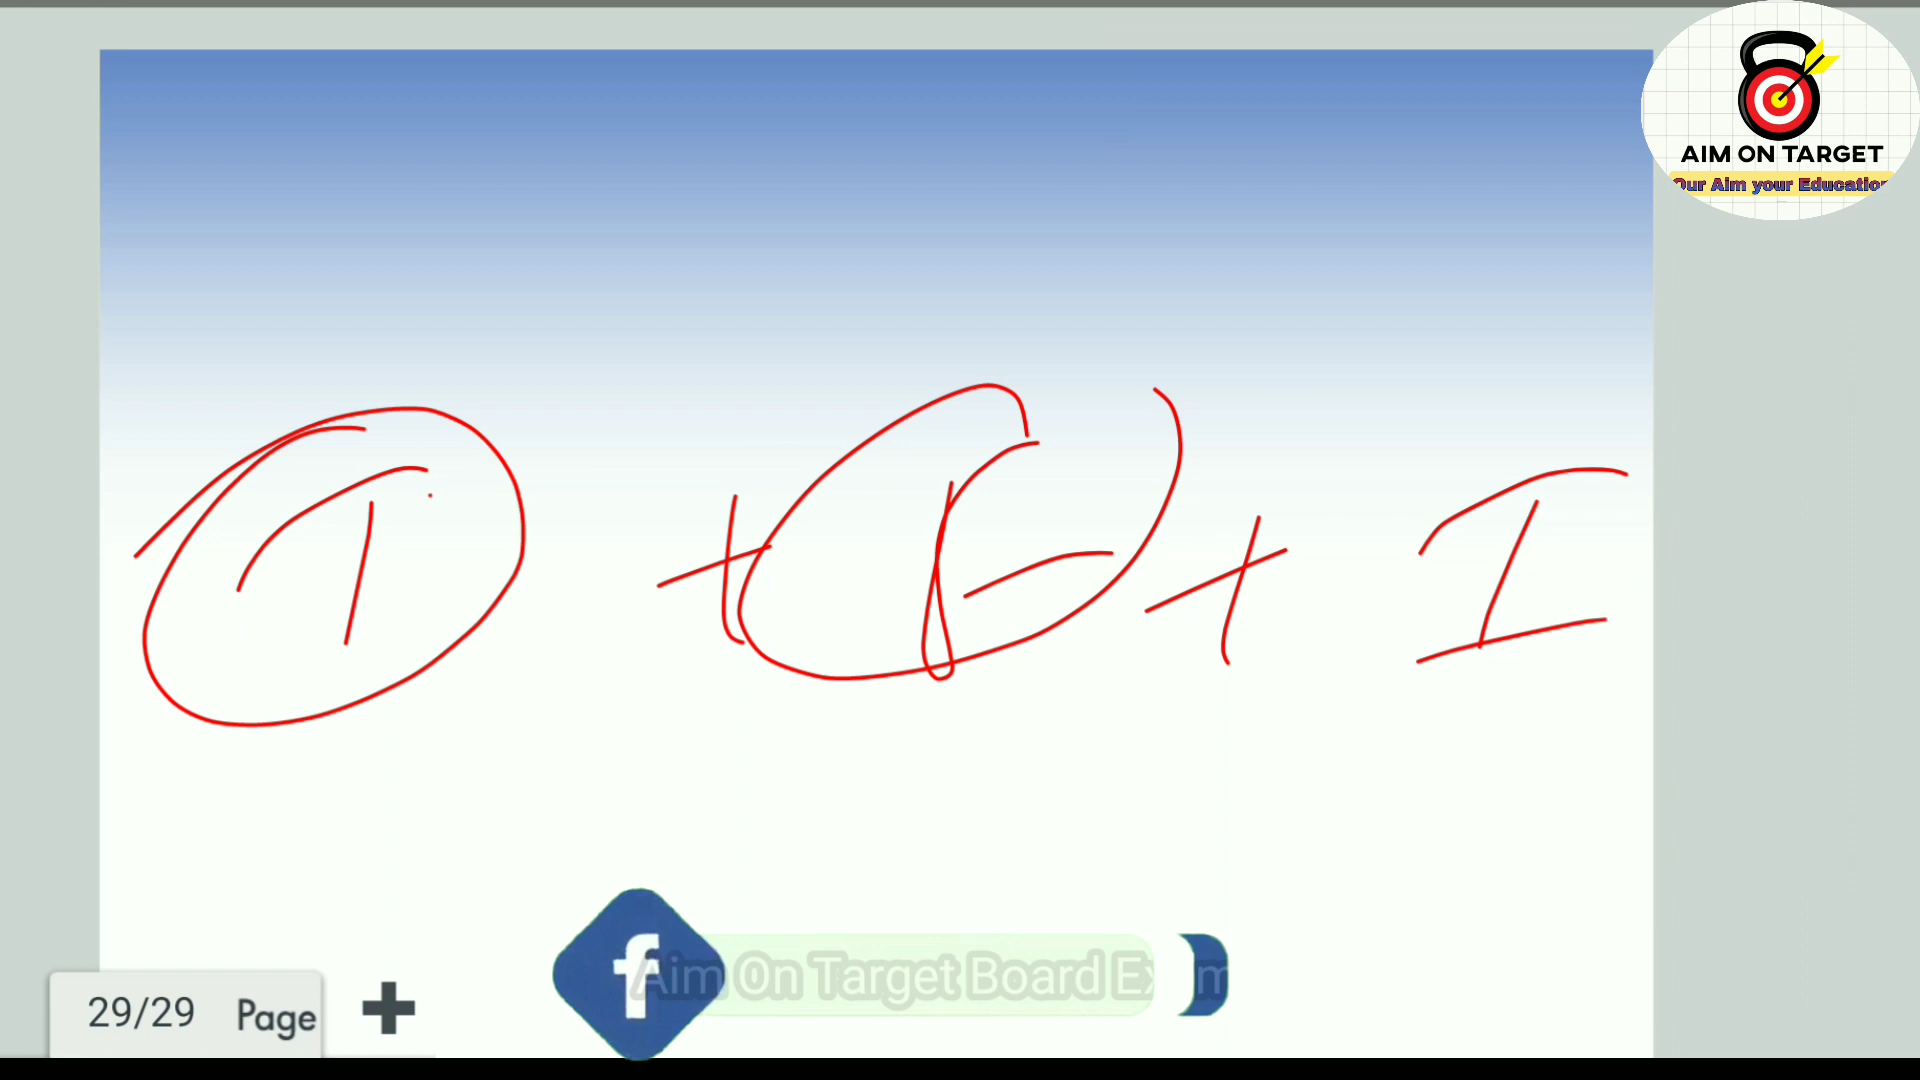 AIM ON TARGET
Our Aim your Education
T + F + I
Aim On Target Board Exam
29/29 Page